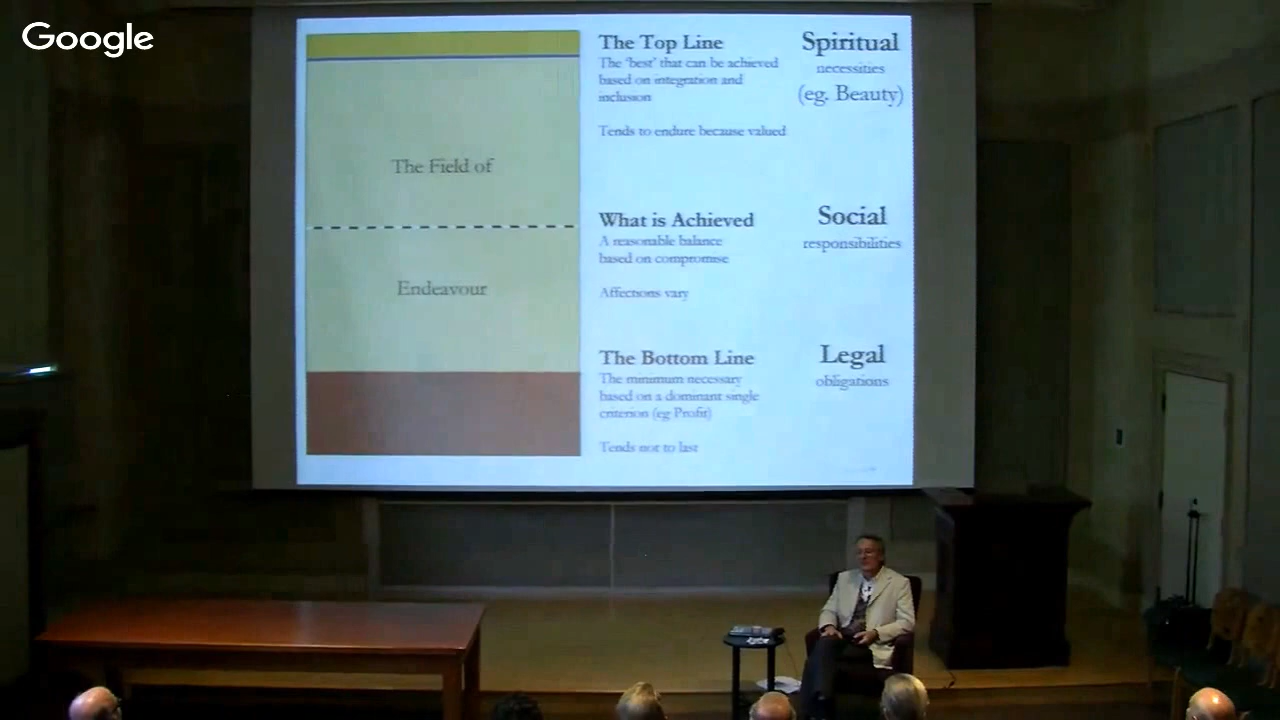 Google
The Top Line
The 'best' that can be achieved
based on integration and
inclusion
Tends to endure because valued
Spiritual
necessities
(eg. Beauty)
The Field of
What is Achieved
A reasonable balance
based on compromise
Affections vary
Social
responsibilities
Endeavour
The Bottom Line
The minimum necessary
based on a dominant single
criterion (eg Profit)
Tends not to last
Legal
obligations